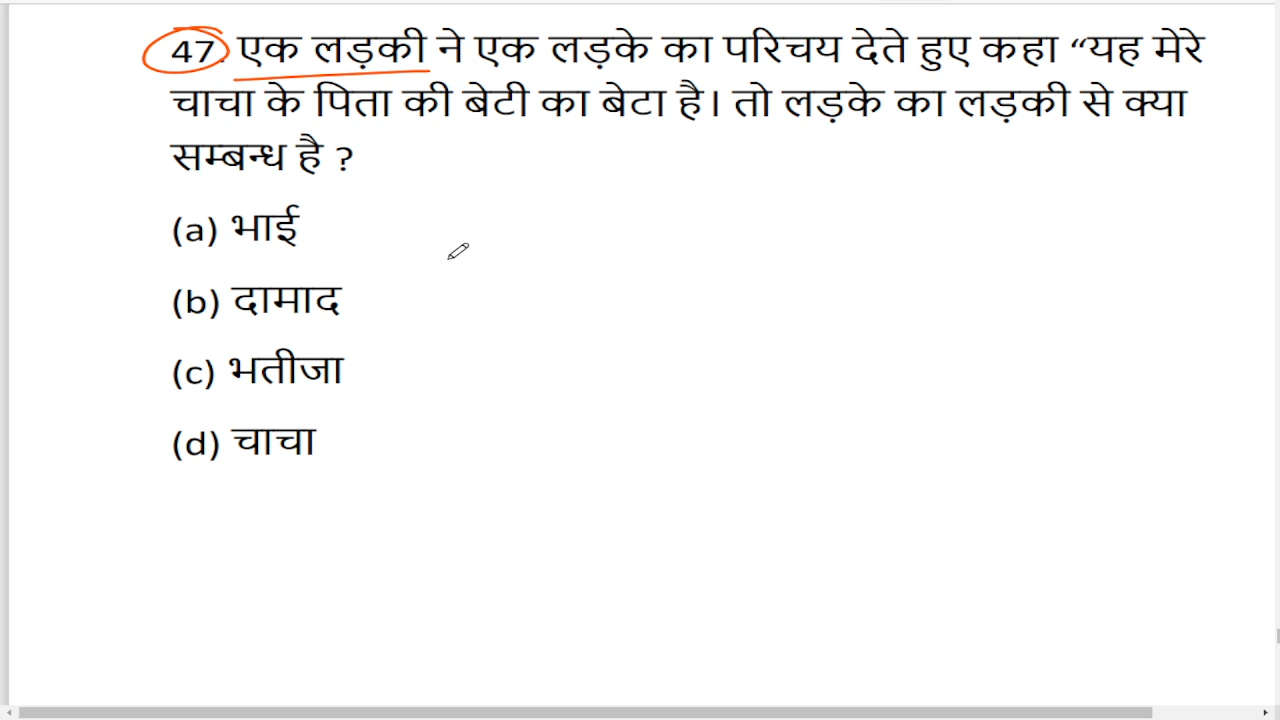 47. एक लड़की ने एक लड़के का परिचय देते हुए कहा “यह मेरे
चाचा के पिता की बेटी का बेटा है। तो लड़के का लड़की से क्या
सम्बन्ध है ?
(a) भाई
(b) दामाद
(c) भतीजा
(d) चाचा